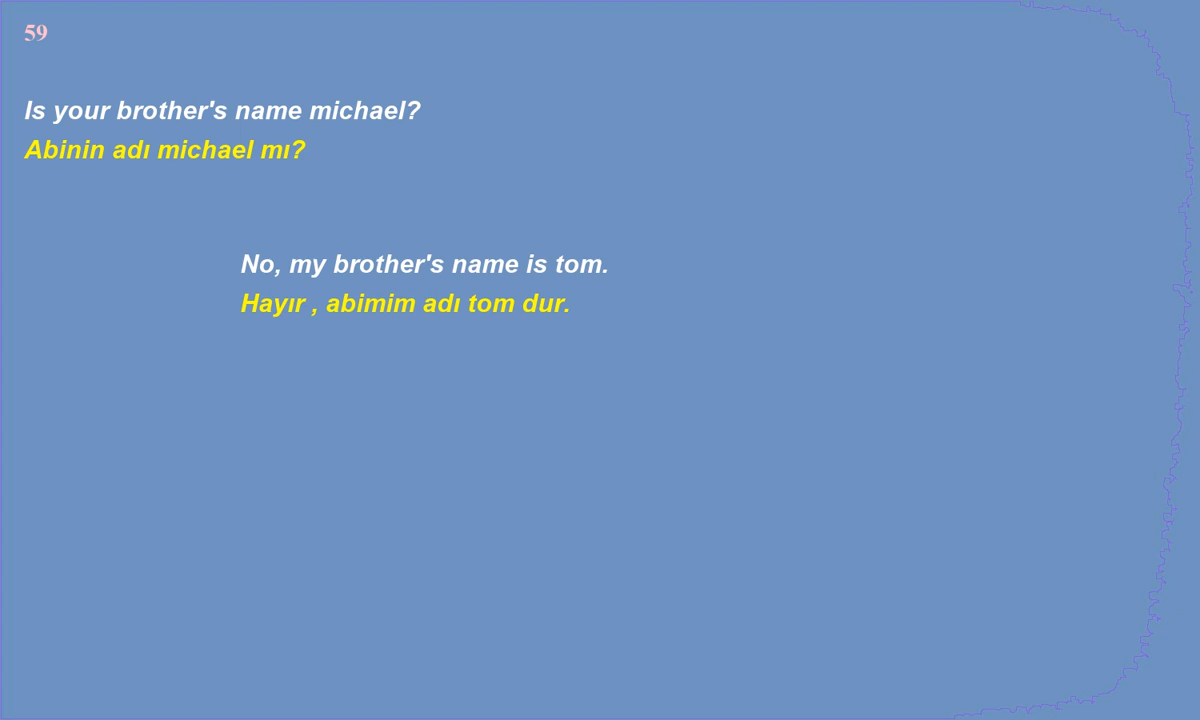 59
Is your brother's name michael?
Abinin adı michael mı?
No, my brother's name is tom.
Hayır , abimim adı tom dur.